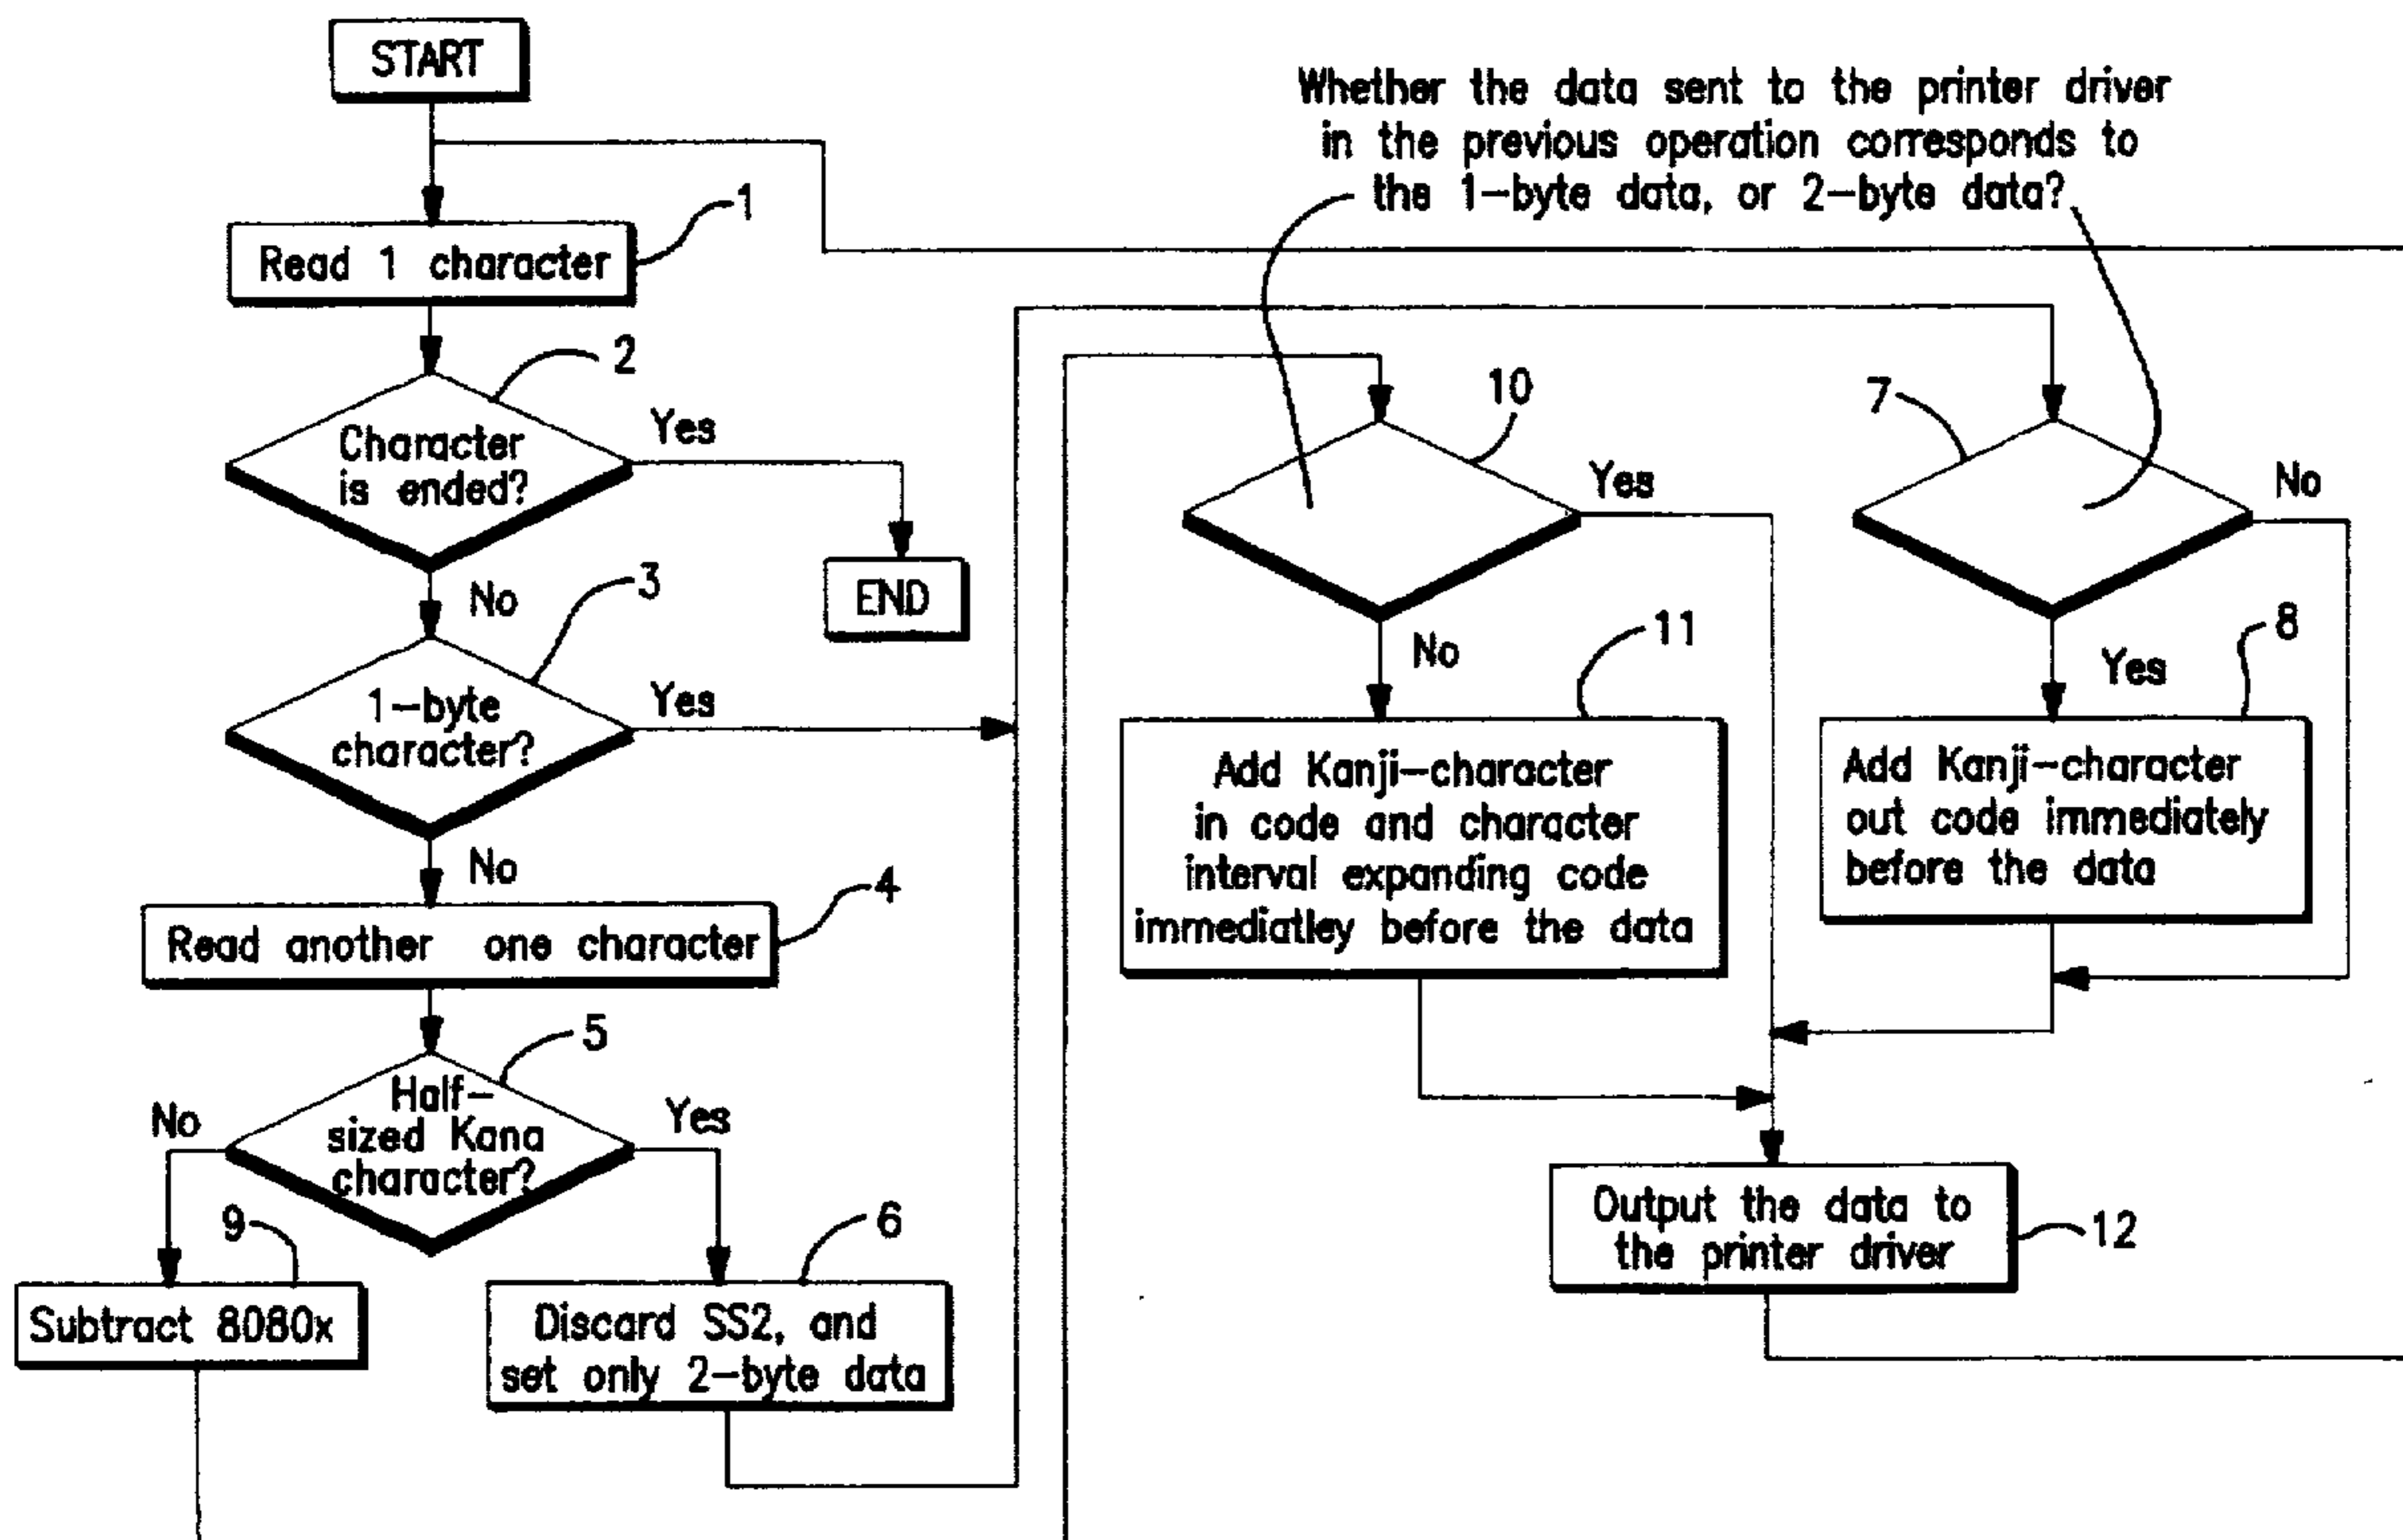 START
Read 1 character
1
Character
is ended?
2
Yes
END
No
1-byte
character?
3
Yes
No
Read another one character
4
Half-
sized Kana
character?
5
No
Yes
9
Subtract 8080x
6
Discard SS2, and
set only 2-byte data
Whether the data sent to the printer driver
in the previous operation corresponds to
the 1-byte data, or 2-byte data?
10
Yes
No
11
Add Kanji-character
in code and character
interval expanding code
immediatley before the data
7
No
Yes
8
Add Kanji-character
out code immediately
before the data
Output the data to
the printer driver
12